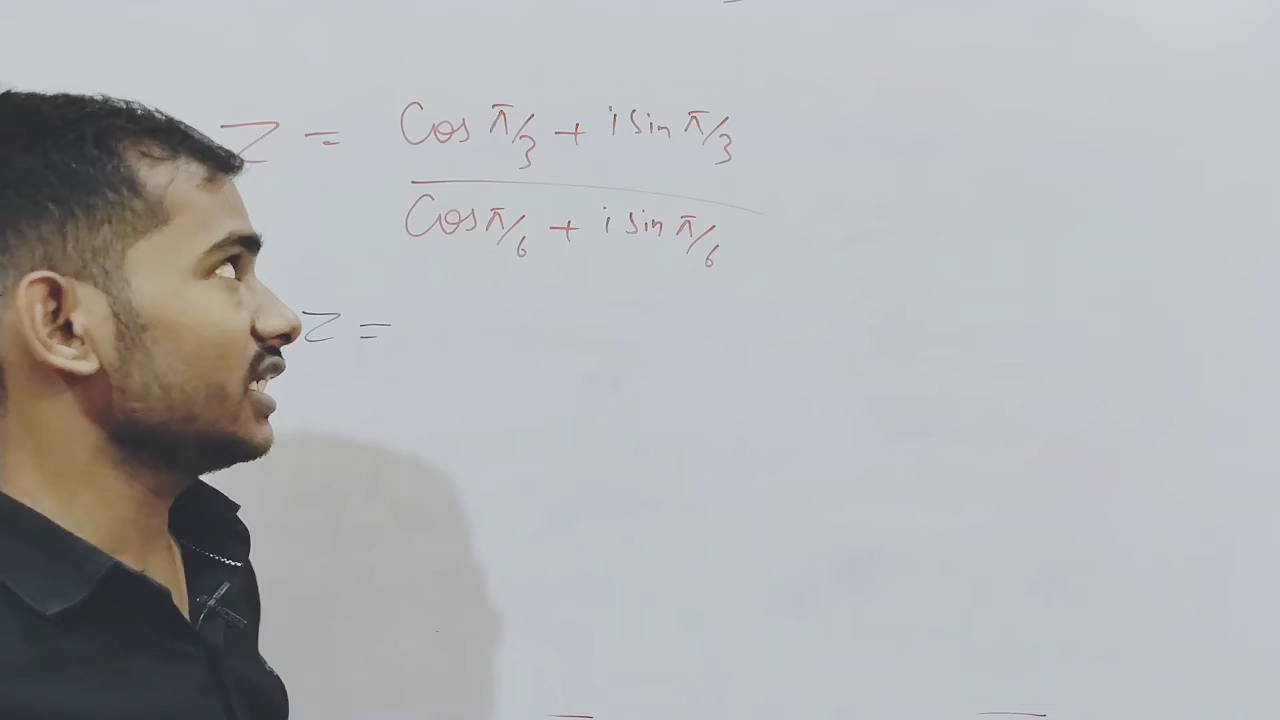 Z = Cos π/3 + i sin π/3
Cos π/6 + i sin π/6
Z =